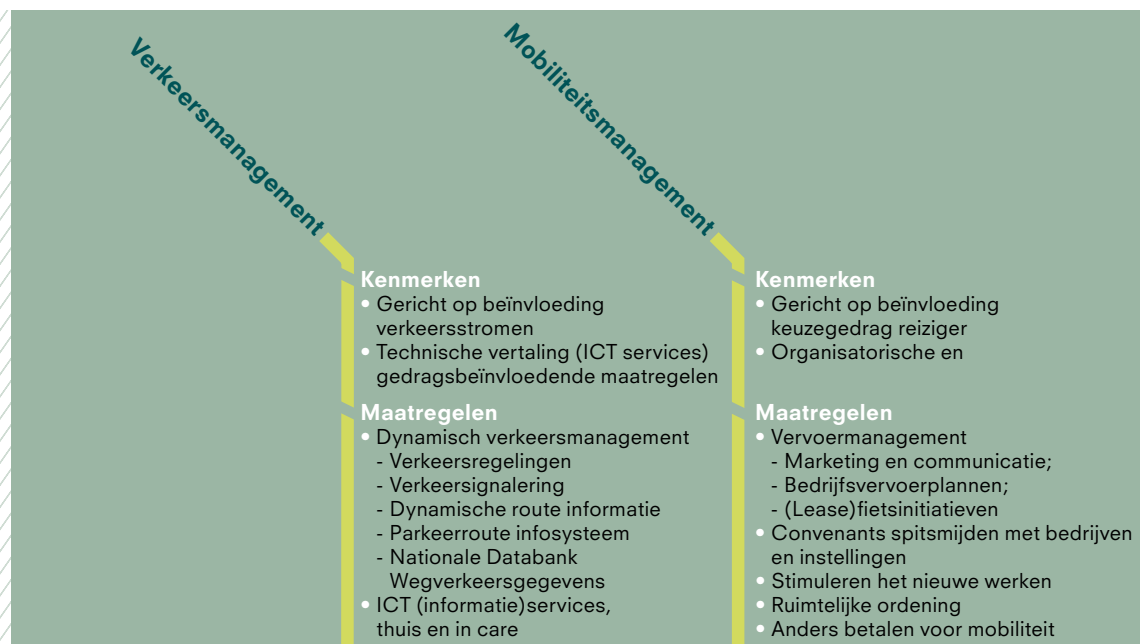 Verkeersmanagement
Kenmerken
• Gericht op beïnvloeding
verkeersstromen
• Technische vertaling (ICT services)
gedragsbeïnvloedende maatregelen
Maatregelen
• Dynamisch verkeersmanagement
- Verkeersregelingen
- Verkeersignalering
- Dynamische route informatie
- Parkeerroute infosysteem
- Nationale Databank
Wegverkeersgegevens
• ICT (informatie)services,
thuis en in care
Mobiliteitsmanagement
Kenmerken
• Gericht op beïnvloeding
keuzegedrag reiziger
• Organisatorische en
Maatregelen
• Vervoermanagement
- Marketing en communicatie;
- Bedrijfsvervoerplannen;
- (Lease)fietsinitiatieven
• Convenants spitsmijden met bedrijven
en instellingen
• Stimuleren het nieuwe werken
• Ruimtelijke ordening
• Anders betalen voor mobiliteit